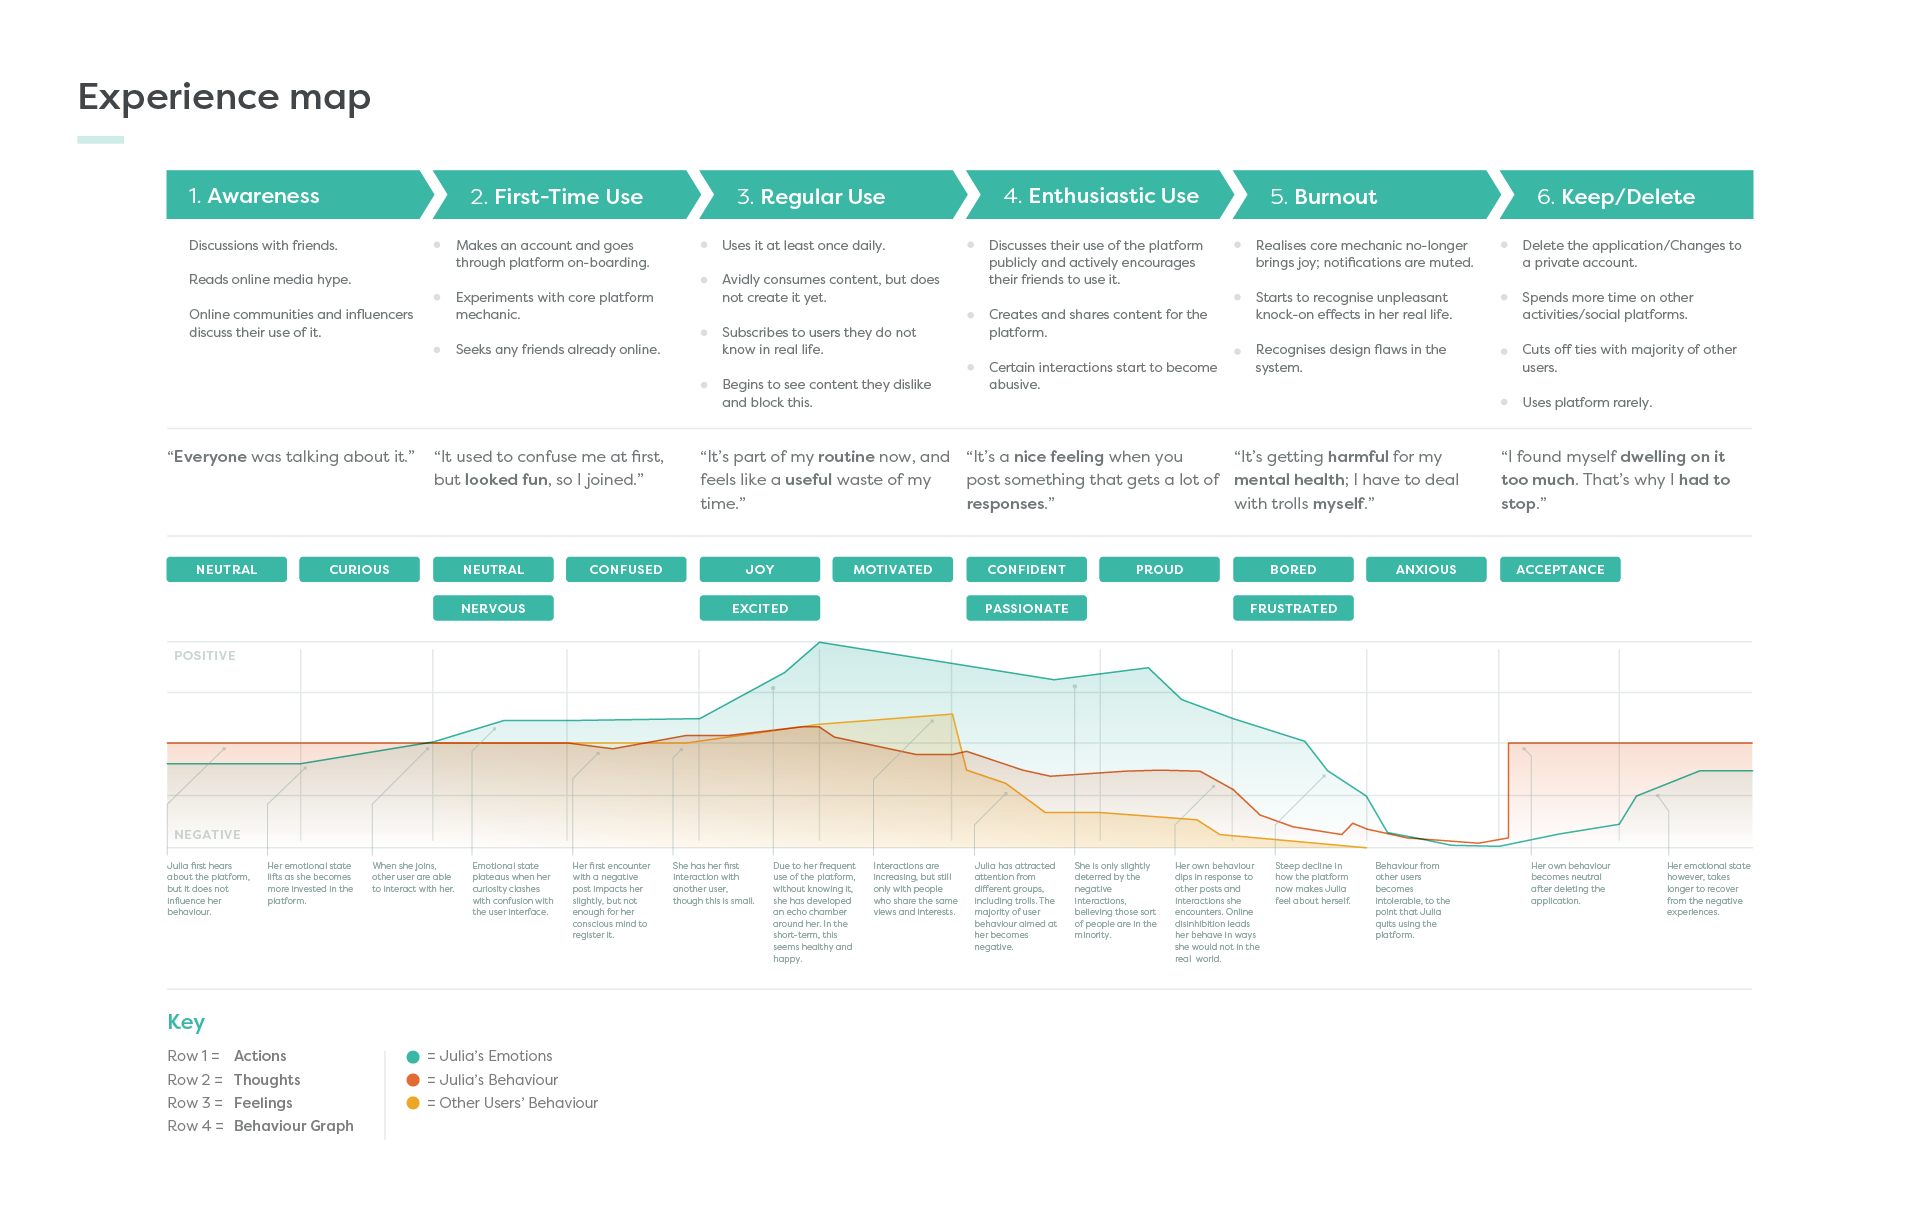 Experience map
1. Awareness
2. First-Time Use
3. Regular Use
4. Enthusiastic Use
5. Burnout
6. Keep/Delete
Discussions with friends.
Reads online media hype.
Online communities and influencers
discuss their use of it.
Makes an account and goes
through platform on-boarding.
Experiments with core platform
mechanic.
Seeks any friends already online.
Uses it at least once daily.
Avidly consumes content, but does
not create it yet.
Subscribes to users they do not
know in real life.
Begins to see content they dislike
and block this.
Discusses their use of the platform
publicly and actively encourages
their friends to use it.
Creates and shares content for the
platform.
Certain interactions start to become
abusive.
Realises core mechanic no-longer
brings joy; notifications are muted.
Starts to recognise unpleasant
knock-on effects in her real life.
Recognises design flaws in the
system.
Delete the application/Changes to
a private account.
Spends more time on other
activities/social platforms.
Cuts off ties with majority of other
users.
Uses platform rarely.
“Everyone was talking about it.”
“It used to confuse me at first,
but looked fun, so I joined.”
“It’s part of my routine now, and
feels like a useful waste of my
time.”
“It’s a nice feeling when you
post something that gets a lot of
responses.”
“It’s getting harmful for my
mental health; I have to deal
with trolls myself.”
“I found myself dwelling on it
too much. That’s why I had to
stop.”
NEUTRAL
CURIOUS
NEUTRAL
CONFUSED
JOY
MOTIVATED
CONFIDENT
PROUD
BORED
ANXIOUS
ACCEPTANCE
NERVOUS
EXCITED
PASSIONATE
FRUSTRATED
POSITIVE
NEGATIVE
Julia first hears
about the platform,
but it does not
influence her
behaviour.
Her emotional state
lifts as she becomes
more invested in the
platform.
When she joins,
other user are able
to interact with her.
Emotional state
plateaus when her
curiosity clashes
with confusion with
the user interface.
Her first encounter
with a negative
post impacts her
slightly, but not
enough for her
conscious mind to
register it.
She has her first
interaction with
another user,
though this is small.
Due to her frequent
use of the platform,
without knowing it,
she has developed
an echo chamber
around her. In the
short-term, this
seems healthy and
happy.
Interactions are
increasing, but still
only with people
who share the same
views and interests.
Julia has attracted
attention from
different groups,
including trolls. The
majority of user
behaviour aimed at
her becomes
negative.
She is only slightly
deterred by the
negative
interactions,
believing those sort
of people are in the
minority.
Her own behaviour
dips in response to
other posts and
interactions she
encounters. Online
disinhibition leads
her behave in ways
she would not in the
real world.
Steep decline in
how the platform
now makes Julia
feel about herself.
Behaviour from
other users
becomes
intolerable, to the
point that Julia
quits using the
platform.
Her own behaviour
becomes neutral
after deleting the
application.
Her emotional state
however, takes
longer to recover
from the negative
experiences.
Key
Row 1 = Actions
Row 2 = Thoughts
Row 3 = Feelings
Row 4 = Behaviour Graph
= Julia’s Emotions
= Julia’s Behaviour
= Other Users’ Behaviour